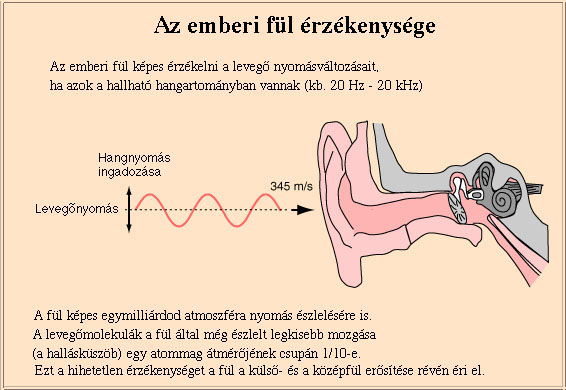 Az emberi fül érzékenysége
Az emberi fül képes érzékelni a levegő nyomásváltozásait,
ha azok a hallható hangartományban vannak (kb. 20 Hz - 20 kHz)
Hangnyomás
ingadozása
345 m/s
Levegőnyomás
A fül képes egymilliárdod atmoszféra nyomás észlelésére is.
A levegőmolekulák a fül által még észlelt legkisebb mozgása
(a hallásküszöb) egy atommag átmérőjének csupán 1/10-e.
Ezt a hihetetlen érzékenységet a fül a külső- és a középfül erősítése révén éri el.